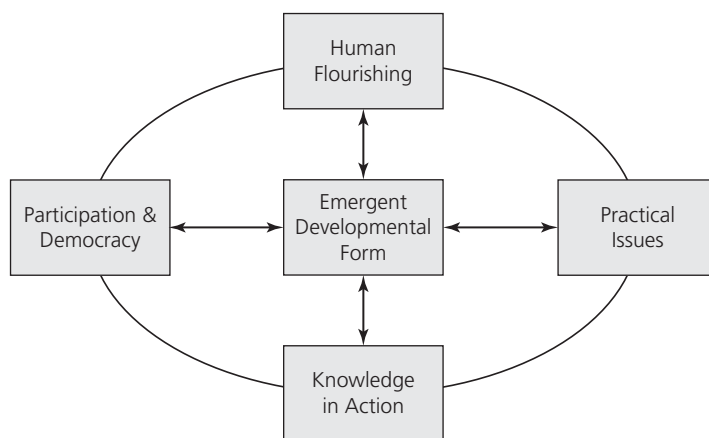 Human
Flourishing
Participation &
Democracy
Emergent
Developmental
Form
Practical
Issues
Knowledge
in Action